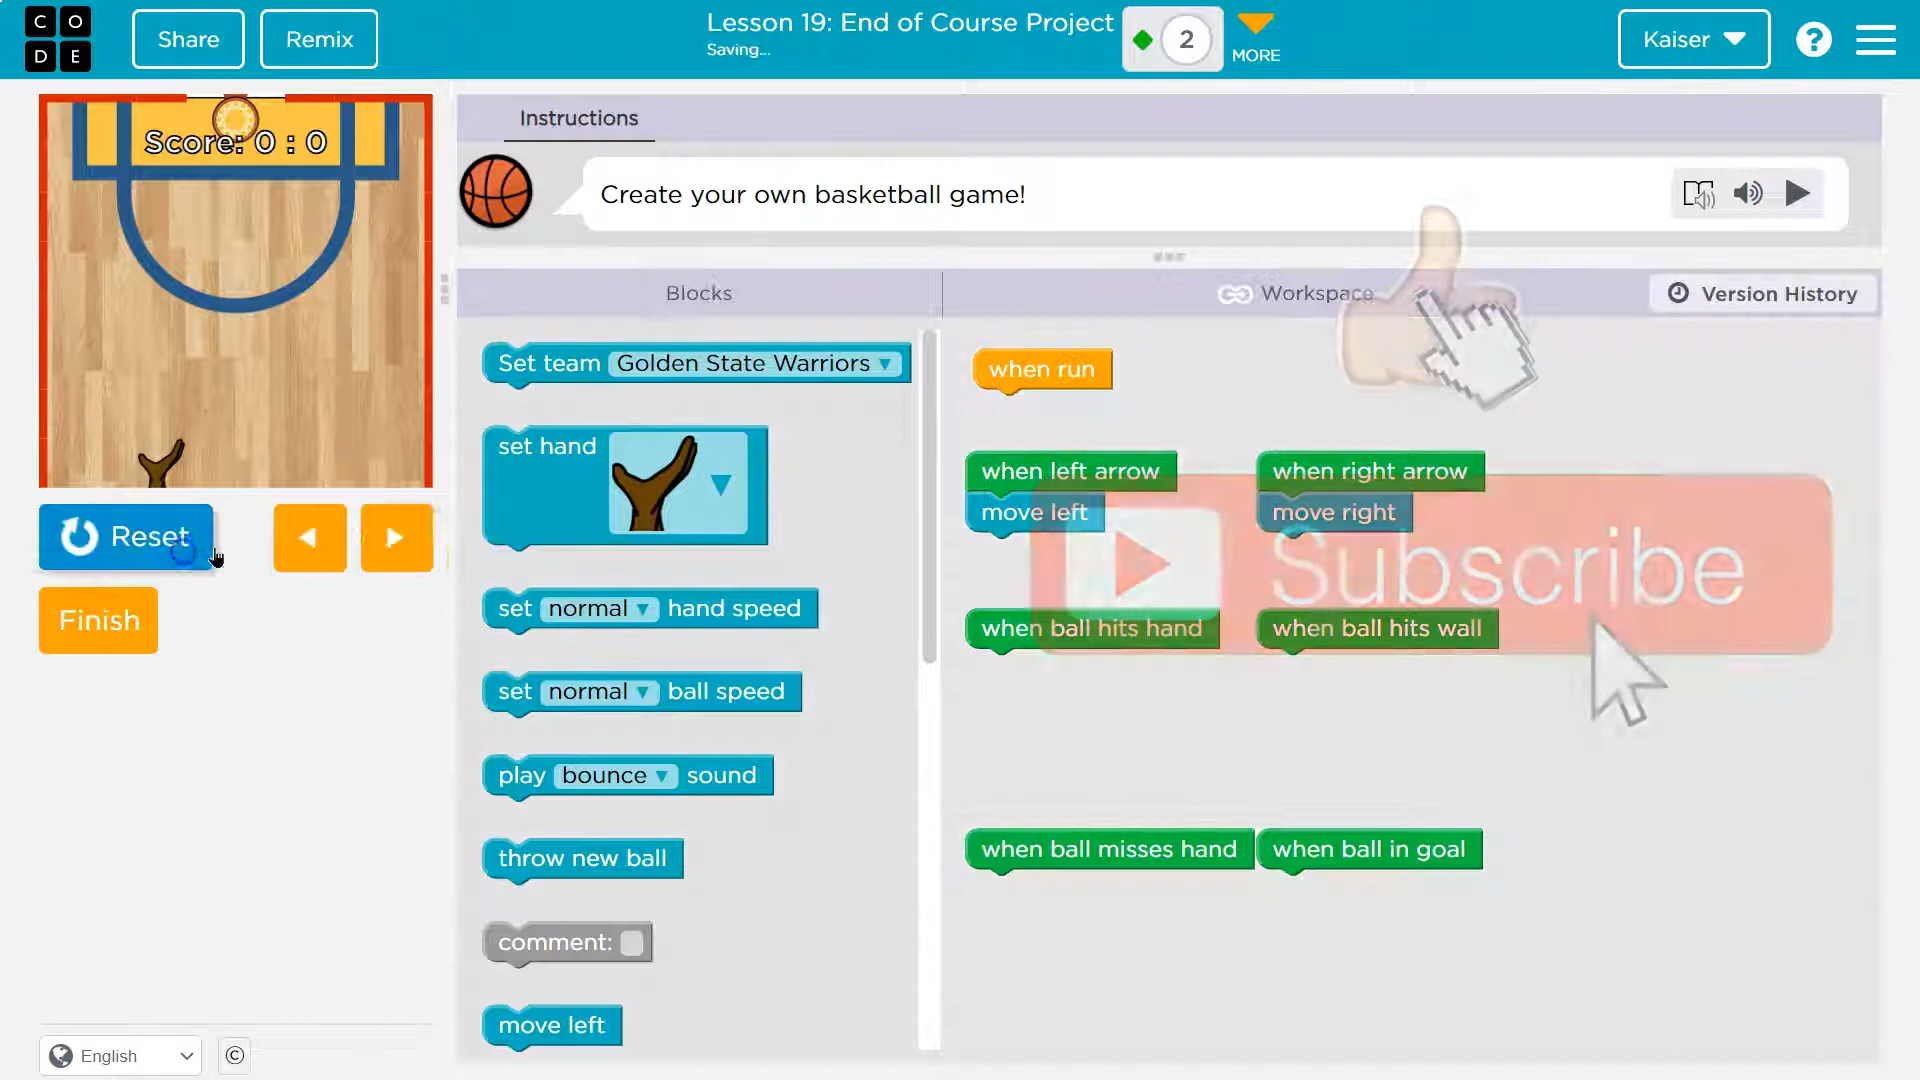 C O
D E
Share
Remix
Lesson 19: End of Course Project
Saving...
2
MORE
Kaiser
?
Score: 0 : 0
Instructions
Create your own basketball game!
Blocks
Workspace
Version History
Set team Golden State Warriors
when run
set hand
when left arrow
when right arrow
move left
move right
Reset
Subscribe
Finish
set normal hand speed
when ball hits hand
when ball hits wall
set normal ball speed
play bounce sound
throw new ball
when ball misses hand
when ball in goal
comment:
move left
English
©